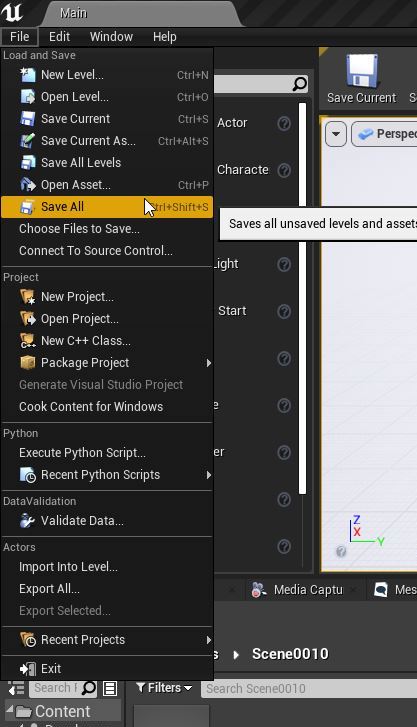 Main
File Edit Window Help
Load and Save
New Level... Ctrl+N
Open Level... Ctrl+O
Save Current Ctrl+S
Save Current As... Ctrl+Alt+S
Save All Levels
Open Asset... Ctrl+P
Save All trl+Shift+S
Choose Files to Save...
Connect To Source Control...
Project
New Project...
Open Project...
New C++ Class...
Package Project
Generate Visual Studio Project
Cook Content for Windows
Python
Execute Python Script...
Recent Python Scripts
DataValidation
Validate Data...
Actors
Import Into Level...
Export All...
Export Selected...
Recent Projects
Exit
Save Current S
Perspe
Actor
Characte
Saves all unsaved levels and assets
Light
Start
e
er
Z
X
Y
Media Captu
Mes
s Scene0010
Search F
Filters
Search Scene0010
Content